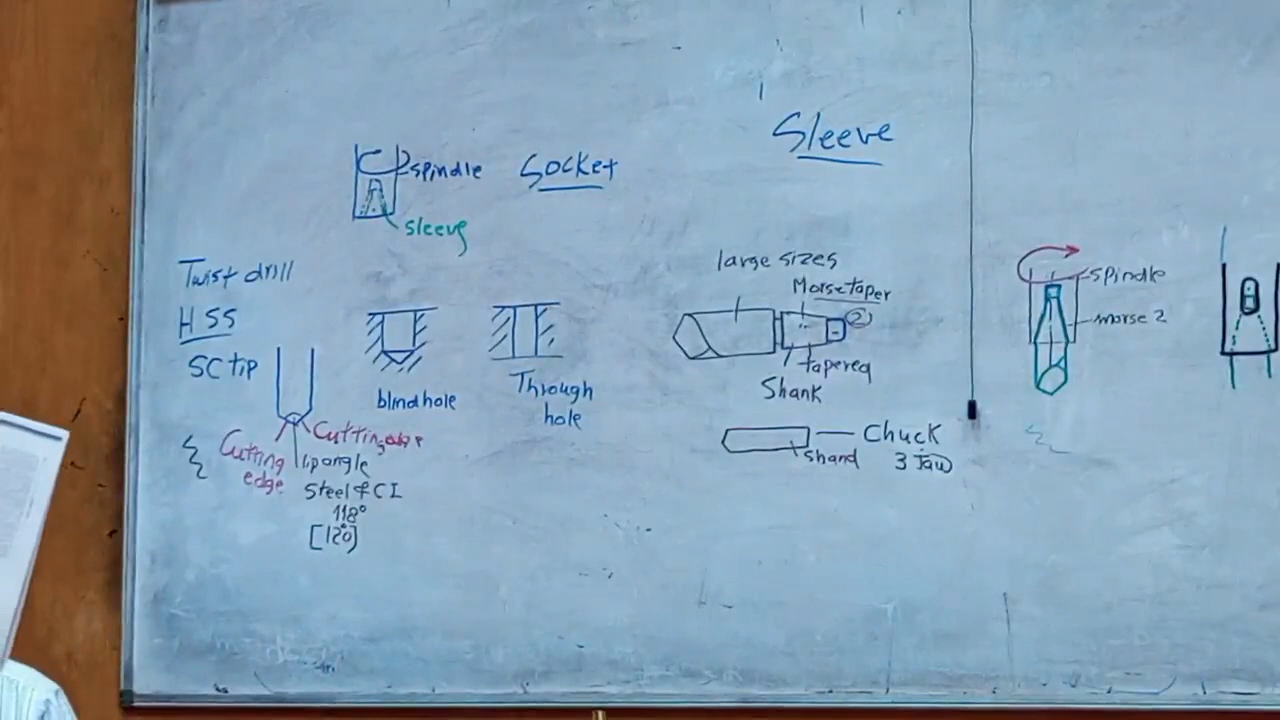 Sleeve
spindle
Socket
sleeve
Twist drill
HSS
SC tip
blind hole
Through
hole
Cutting edge
Cutting
edge
lip angle
Steel & CI
118°
[120]
large sizes
Morse taper
2
tapered
Shank
Chuck
shand
3 Jaw
spindle
morse 2